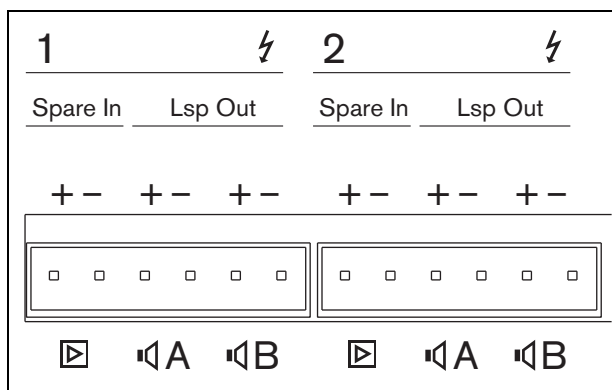 1 2
Spare In Lsp Out Spare In Lsp Out
+ − + − + − + − + − + −
A B A B